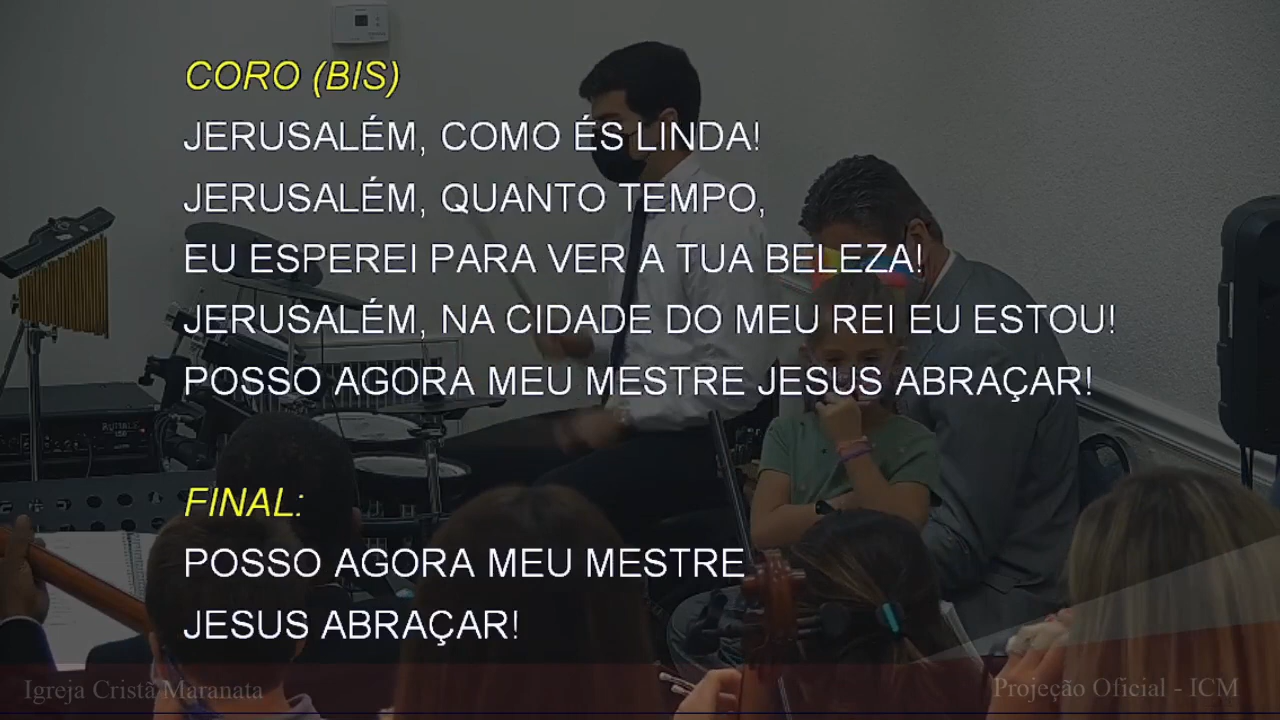 CORO (BIS)
JERUSALÉM, COMO ÉS LINDA!
JERUSALÉM, QUANTO TEMPO,
EU ESPEREI PARA VER A TUA BELEZA!
JERUSALÉM, NA CIDADE DO MEU REI EU ESTOU!
POSSO AGORA MEU MESTRE JESUS ABRAÇAR!
FINAL:
POSSO AGORA MEU MESTRE
JESUS ABRAÇAR!
Igreja Cristã Maranata
Projeção Oficial - ICM